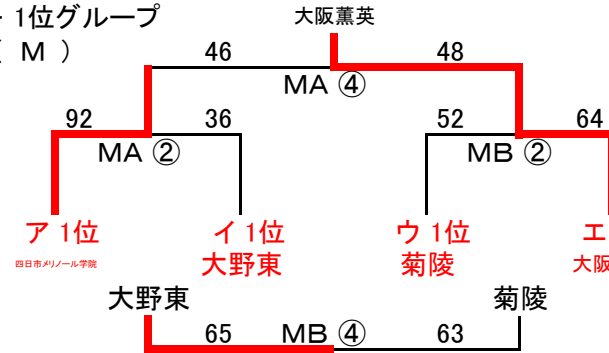 1位グループ
大阪薫英
( M )
46 48
MA ④
92 36 52 64
MA ② MB ②
ア 1位 イ 1位 ウ 1位 エ
四日市メリノール学院 大野東 菊陵 大阪
大野東 菊陵
65 MB ④ 63